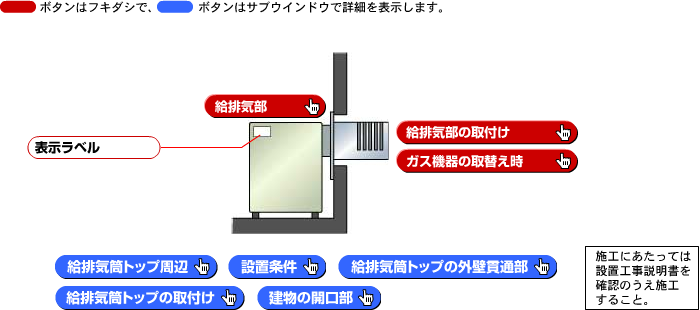 ボタンはフキダシで、 ボタンはサブウインドウで詳細を表示します。
給排気部
給排気部の取付け
表示ラベル
ガス機器の取替え時
給排気筒トップ周辺
設置条件
給排気筒トップの外壁貫通部
給排気筒トップの取付け
建物の開口部
施工にあたっては
設置工事説明書を
確認のうえ施工
すること。